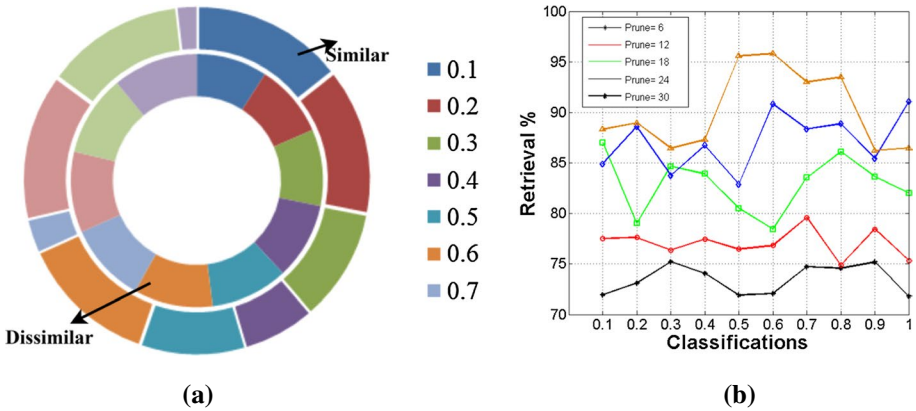 Similar
Dissimilar
0.1
0.2
0.3
0.4
0.5
0.6
0.7
(a)
100
95
90
85
80
75
70
Retrieval %
Prune= 6
Prune= 12
Prune= 18
Prune= 24
Prune= 30
0.1 0.2 0.3 0.4 0.5 0.6 0.7 0.8 0.9 1
Classifications
(b)